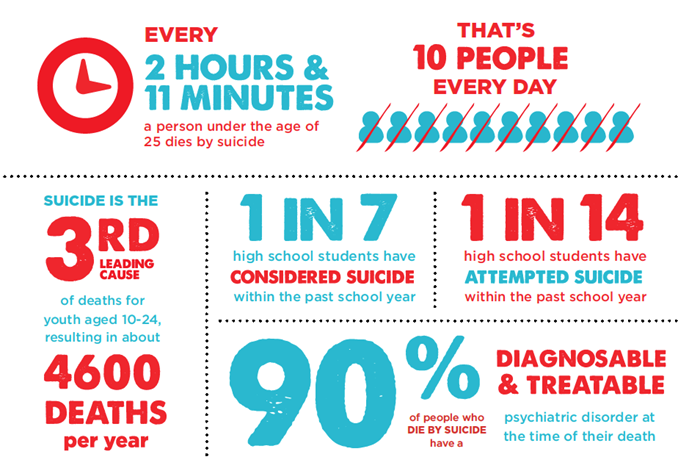 EVERY
2 HOURS &
11 MINUTES
a person under the age of
25 dies by suicide
THAT'S
10 PEOPLE
EVERY DAY
SUICIDE IS THE
3RD
LEADING
CAUSE
of deaths for
youth aged 10-24,
resulting in about
4600
DEATHS
per year
1 IN 7
high school students have
CONSIDERED SUICIDE
within the past school year
1 IN 14
high school students have
ATTEMPTED SUICIDE
within the past school year
90%
of people who
DIE BY SUICIDE
have a
DIAGNOSABLE
& TREATABLE
psychiatric disorder at
the time of their death